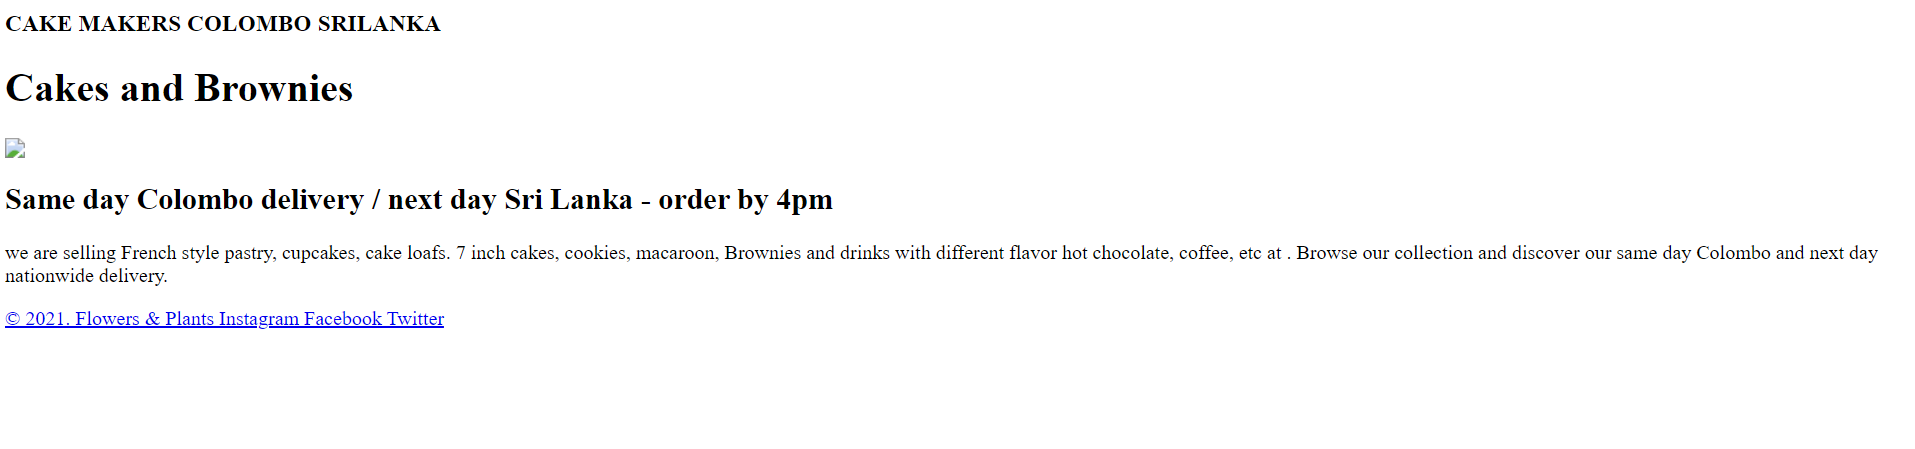 CAKE MAKERS COLOMBO SRILANKA
Cakes and Brownies
Same day Colombo delivery / next day Sri Lanka - order by 4pm
we are selling French style pastry, cupcakes, cake loafs. 7 inch cakes, cookies, macaroon, Brownies and drinks with different flavor hot chocolate, coffee, etc at . Browse our collection and discover our same day Colombo and next day
nationwide delivery.
© 2021. Flowers & Plants Instagram Facebook Twitter